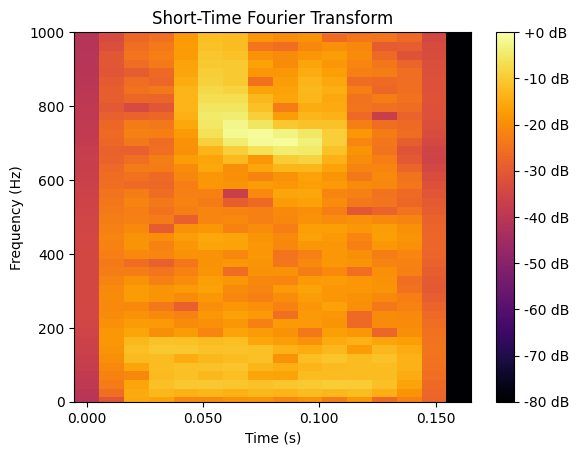 Short-Time Fourier Transform
1000
800
600
400
200
0
Frequency (Hz)
0.000
0.050
0.100
0.150
Time (s)
+0 dB
-10 dB
-20 dB
-30 dB
-40 dB
-50 dB
-60 dB
-70 dB
-80 dB